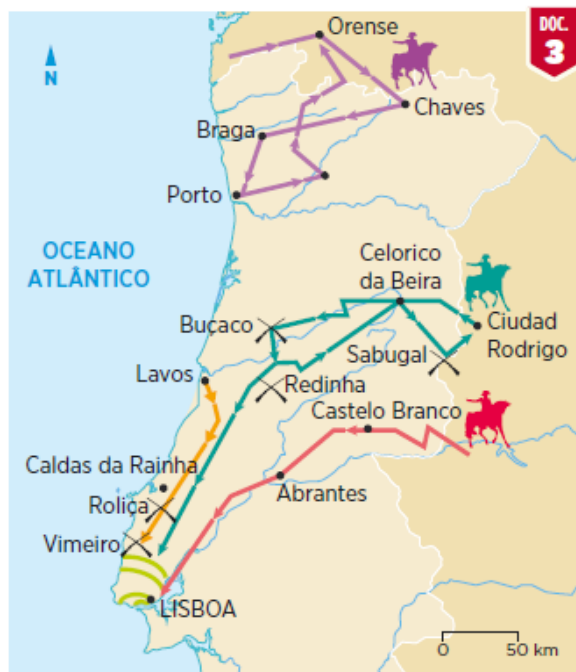 DOC.
3
Orense
N
Chaves
Braga
Porto
OCEANO
ATLÂNTICO
Celorico
da Beira
Buçaco
Ciudad
Rodrigo
Sabugal
Lavos
Redinha
Castelo Branco
Caldas da Rainha
Abrantes
Roliça
Vimeiro
LISBOA
0 50 km